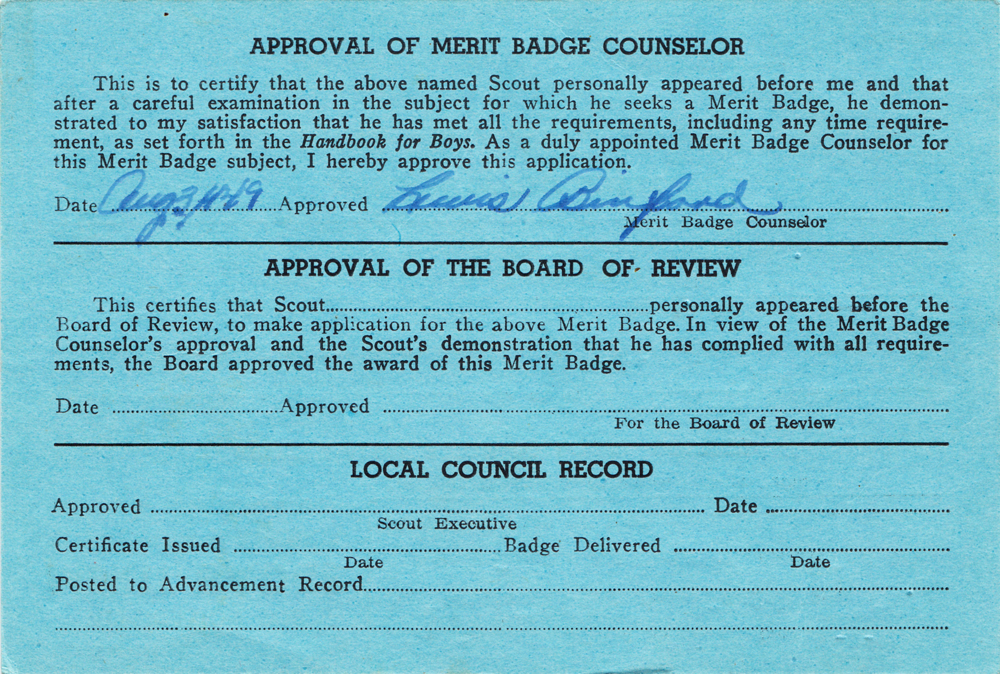 APPROVAL OF MERIT BADGE COUNSELOR
This is to certify that the above named Scout personally appeared before me and that
after a careful examination in the subject for which he seeks a Merit Badge, he demon-
strated to my satisfaction that he has met all the requirements, including any time require-
ment, as set forth in the Handbook for Boys. As a duly appointed Merit Badge Counselor for
this Merit Badge subject, I hereby approve this application.
Date Approved Lewis
Merit Badge Counselor
APPROVAL OF THE BOARD OF REVIEW
This certifies that Scout personally appeared before the
Board of Review, to make application for the above Merit Badge. In view of the Merit Badge
Counselor's approval and the Scout's demonstration that he has complied with all require-
ments, the Board approved the award of this Merit Badge.
Date Approved
For the Board of Review
LOCAL COUNCIL RECORD
Approved Date
Scout Executive
Certificate Issued Badge Delivered
Date Date
Posted to Advancement Record